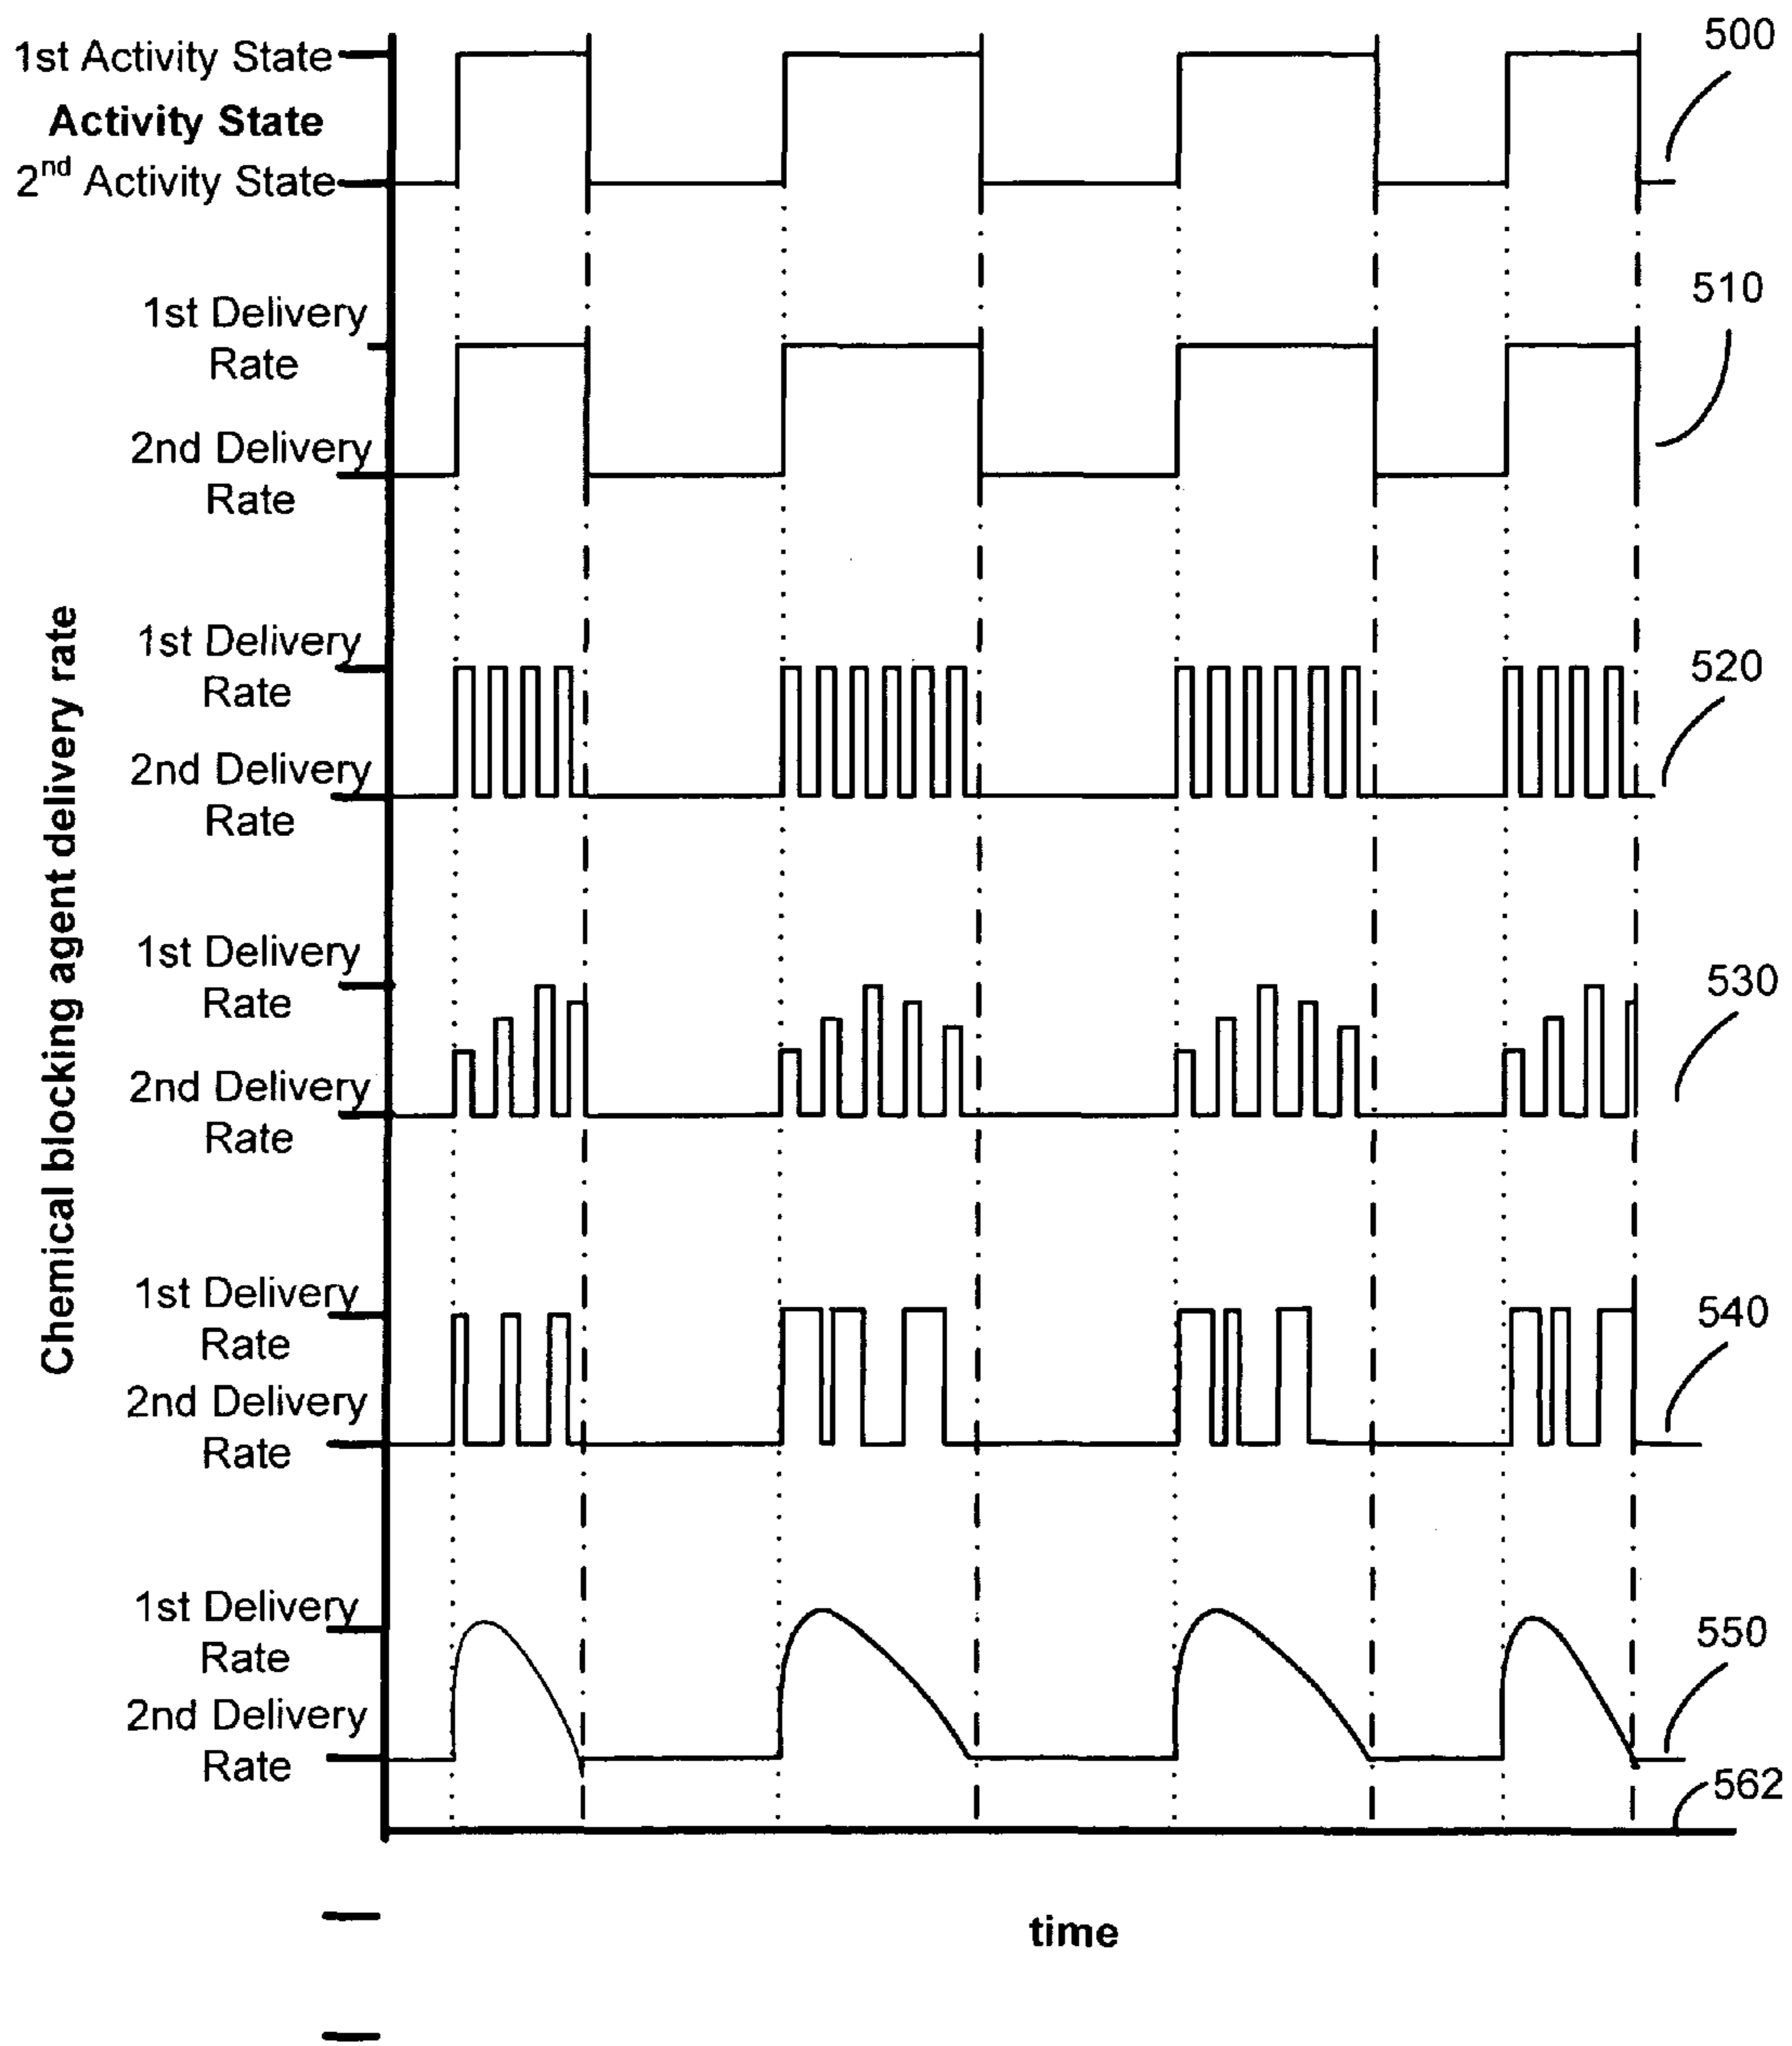 500
1st Activity State
Activity State
2nd Activity State
510
1st Delivery
Rate
2nd Delivery
Rate
Chemical blocking agent delivery rate
520
1st Delivery
Rate
2nd Delivery
Rate
530
1st Delivery
Rate
2nd Delivery
Rate
540
1st Delivery
Rate
2nd Delivery
Rate
550
1st Delivery
Rate
2nd Delivery
Rate
562
time